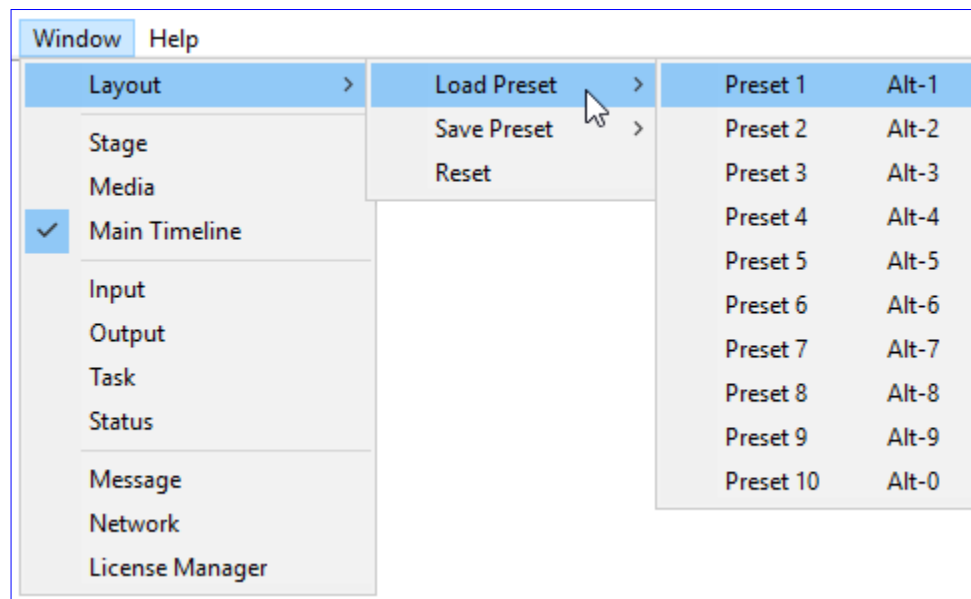 Window Help
Layout > Load Preset > Preset 1 Alt-1
Save Preset > Preset 2 Alt-2
Reset Preset 3 Alt-3
Stage
Media
Main Timeline
Input
Output
Task
Status
Message
Network
License Manager
Preset 4 Alt-4
Preset 5 Alt-5
Preset 6 Alt-6
Preset 7 Alt-7
Preset 8 Alt-8
Preset 9 Alt-9
Preset 10 Alt-0